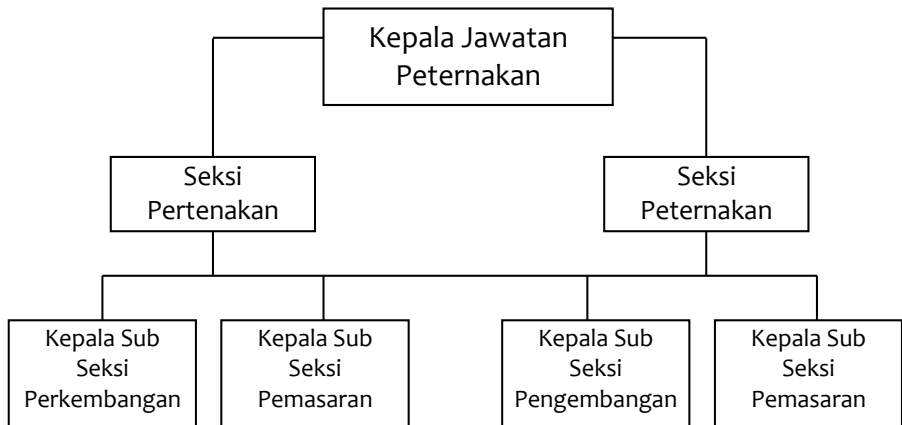 Kepala Jawatan
Peternakan
Seksi
Pertenakan
Seksi
Peternakan
Kepala Sub
Seksi
Perkembangan
Kepala Sub
Seksi
Pemasaran
Kepala Sub
Seksi
Pengembangan
Kepala Sub
Seksi
Pemasaran